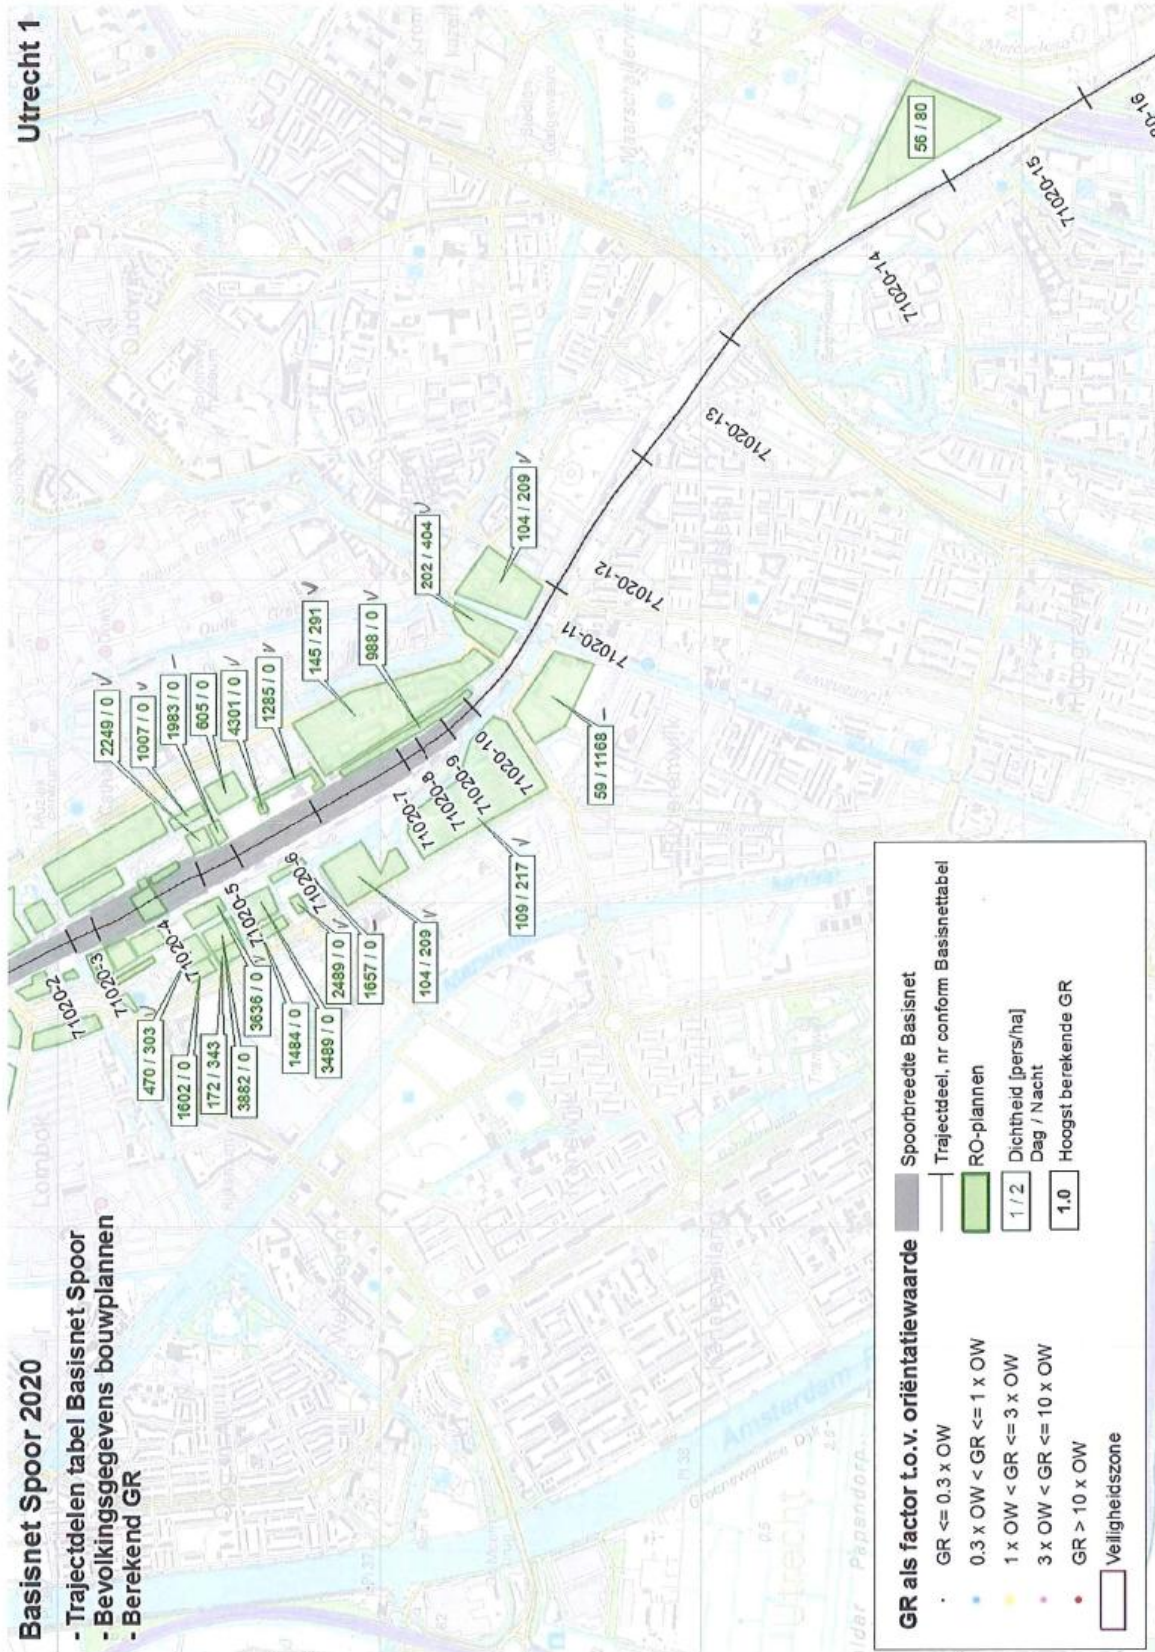 Basisnet Spoor 2020
- Trajectdelen tabel Basisnet Spoor
- Bevolkingsgegevens bouwplannen
- Berekend GR
Utrecht 1
2249 / 0
1007 / 0
1983 / 0
605 / 0
4301 / 0
1285 / 0
145 / 291
988 / 0
202 / 404
104 / 209
56 / 80
470 / 303
1602 / 0
172 / 343
3882 / 0
3636 / 0
1484 / 0
3489 / 0
2489 / 0
1657 / 0
104 / 209
109 / 217
59 / 1168
71020-2
71020-3
71020-4
71020-5
71020-6
71020-7
71020-8
71020-9
71020-10
71020-11
71020-12
71020-13
71020-14
71020-15
20-16
Lombok
Amsterdam
Papendorp
GR als factor t.o.v. oriëntatiewaarde
GR <= 0.3 x OW
0.3 x OW < GR <= 1 x OW
1 x OW < GR <= 3 x OW
3 x OW < GR <= 10 x OW
GR > 10 x OW
Veiligheidszone
Spoorbreedte Basisnet
Trajectdeel, nr conform Basisnettabel
RO-plannen
1 / 2
Dichtheid [pers/ha]
Dag / Nacht
1.0
Hoogst berekende GR